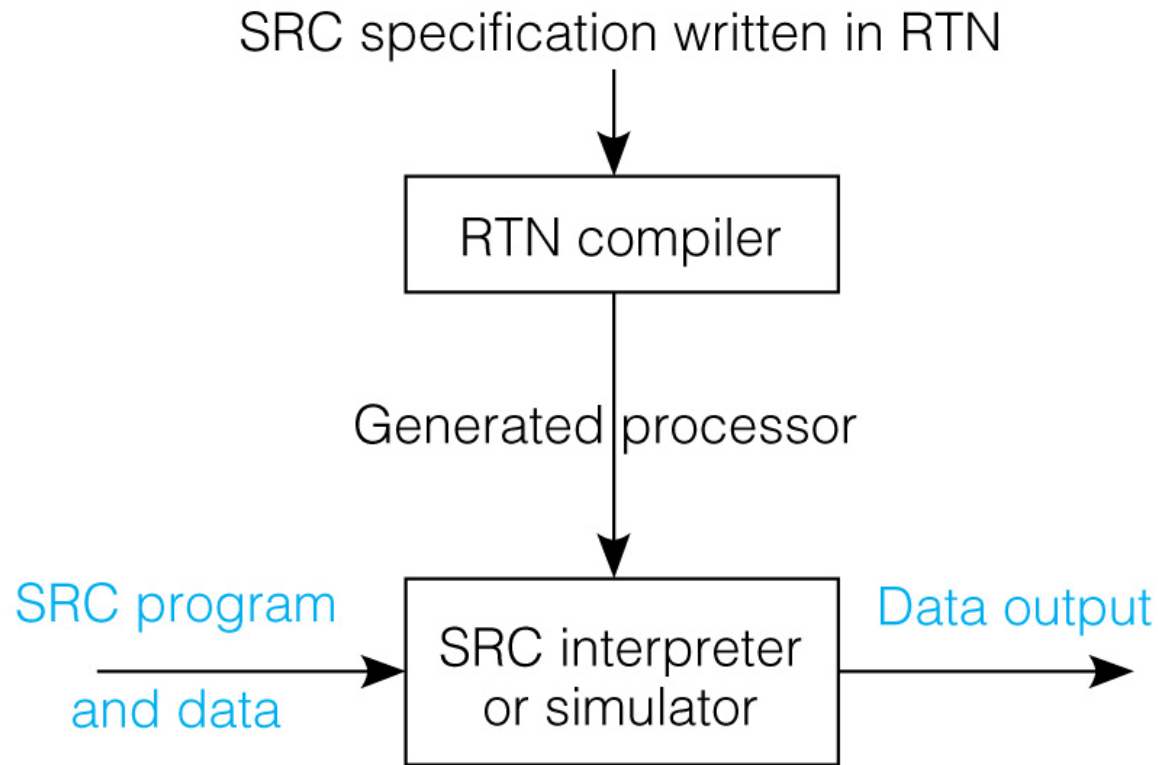 SRC specification written in RTN
RTN compiler
Generated processor
SRC program
and data
SRC interpreter
or simulator
Data output